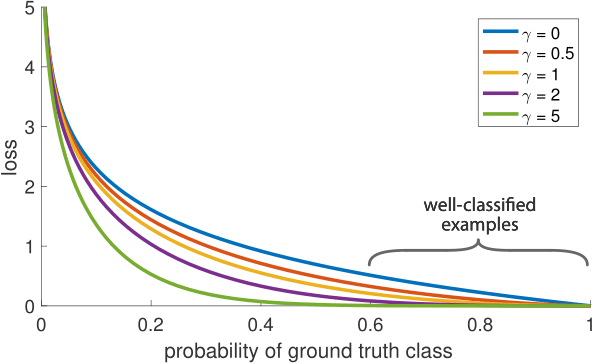 5
4
3
2
1
0
loss
γ = 0
γ = 0.5
γ = 1
γ = 2
γ = 5
well-classified
examples
0 0.2 0.4 0.6 0.8 1
probability of ground truth class